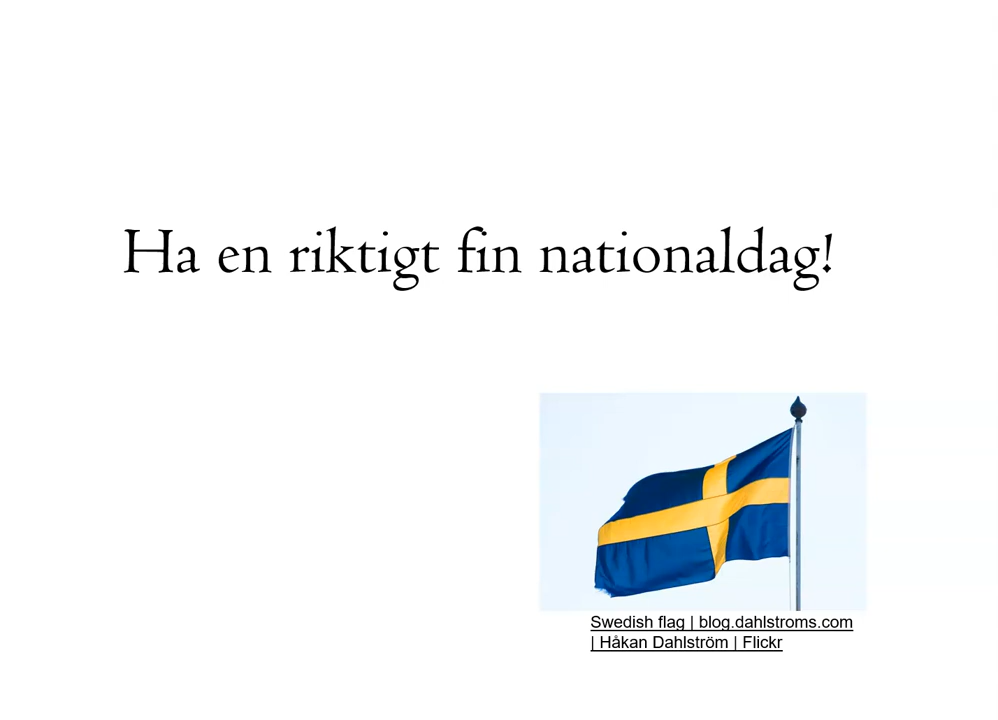 Ha en riktigt fin nationaldag!
Swedish flag | blog.dahlstroms.com
| Håkan Dahlström | Flickr